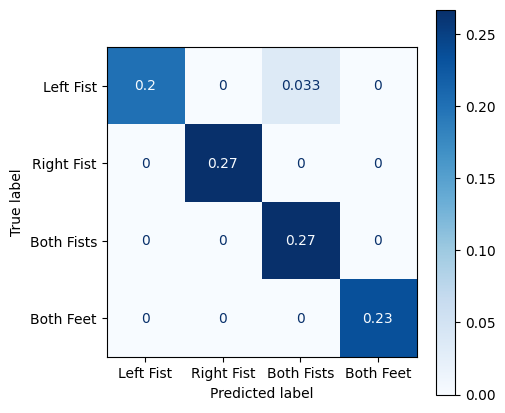 Left Fist 0.2 0 0.033 0
Right Fist 0 0.27 0 0
Both Fists 0 0 0.27 0
Both Feet 0 0 0 0.23
Left Fist Right Fist Both Fists Both Feet
Predicted label
True label
0.25
0.20
0.15
0.10
0.05
0.00